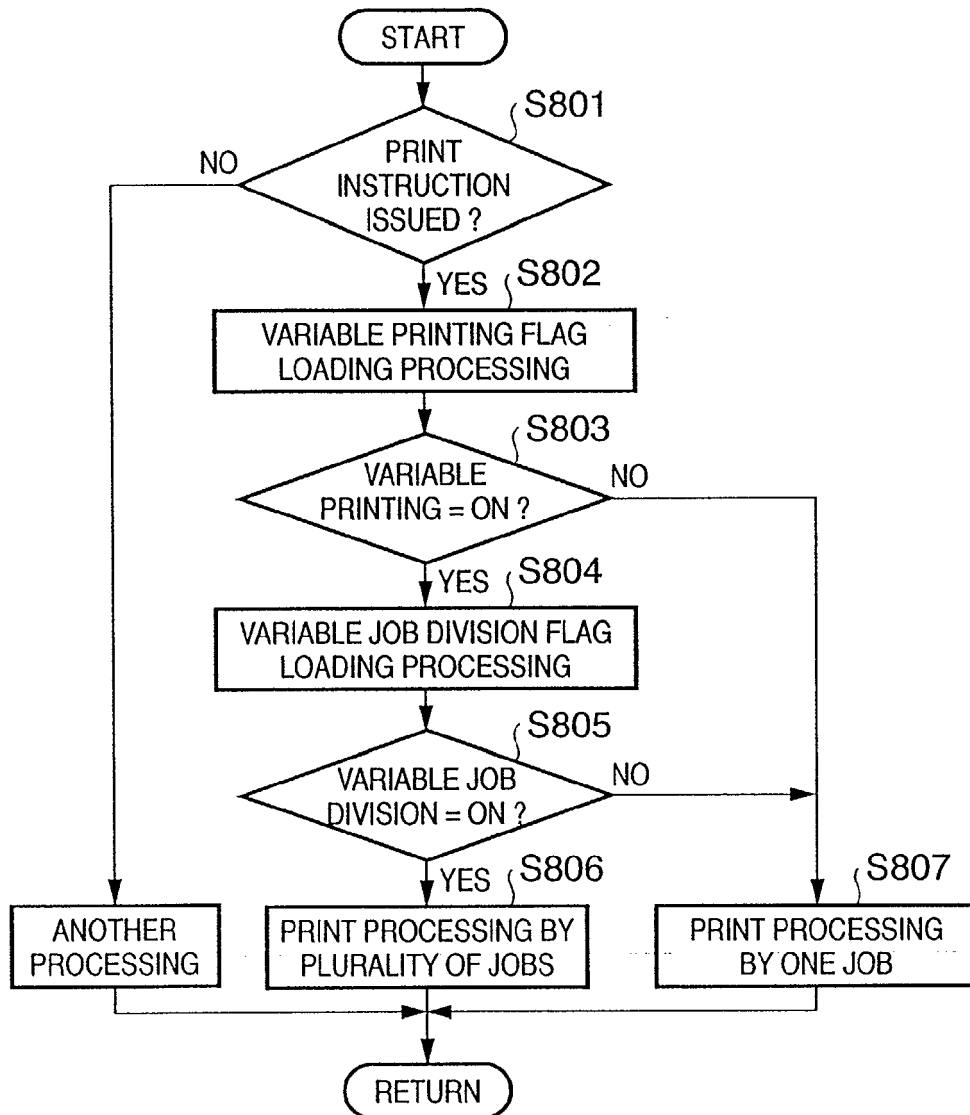 START
S801
NO
PRINT
INSTRUCTION
ISSUED ?
YES
S802
VARIABLE PRINTING FLAG
LOADING PROCESSING
S803
VARIABLE
PRINTING = ON ?
NO
YES
S804
VARIABLE JOB DIVISION FLAG
LOADING PROCESSING
S805
VARIABLE JOB
DIVISION = ON ?
NO
YES
S806
S807
ANOTHER
PROCESSING
PRINT PROCESSING BY
PLURALITY OF JOBS
PRINT PROCESSING
BY ONE JOB
RETURN